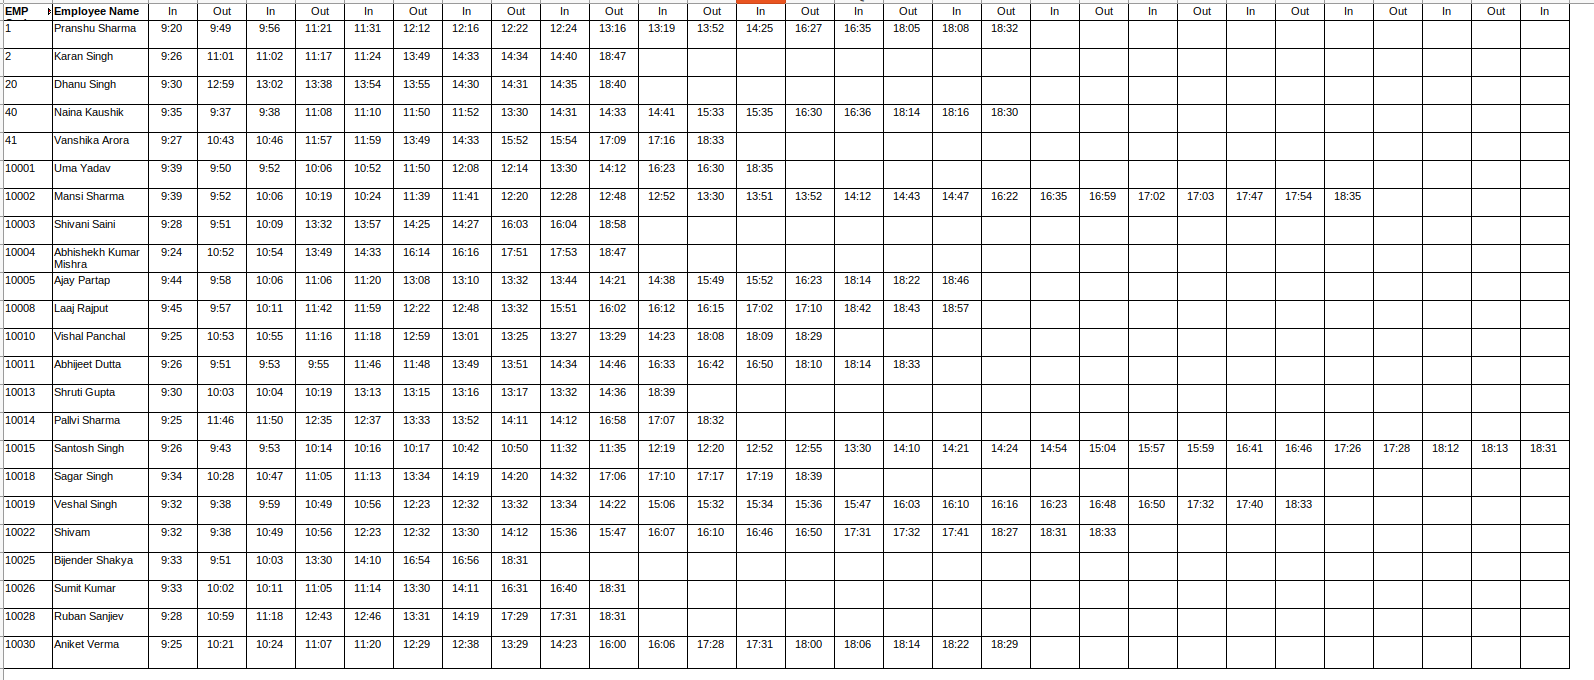 EMP Employee Name In Out In Out In Out In Out In Out In Out In Out In Out In Out In Out In Out In Out In Out In Out In
1 Pranshu Sharma 9:20 9:49 9:56 11:21 11:31 12:12 12:16 12:22 12:24 13:16 13:19 13:52 14:25 16:27 16:35 18:05 18:08 18:32
2 Karan Singh 9:26 11:01 11:02 11:17 11:24 13:49 14:33 14:34 14:40 18:47
20 Dhanu Singh 9:30 12:59 13:02 13:38 13:54 13:55 14:30 14:31 14:35 18:40
40 Naina Kaushik 9:35 9:37 9:38 11:08 11:10 11:50 11:52 13:30 14:31 14:33 14:41 15:33 15:35 16:30 16:36 18:14 18:16 18:30
41 Vanshika Arora 9:27 10:43 10:46 11:57 11:59 13:49 14:33 15:52 15:54 17:09 17:16 18:33
10001 Uma Yadav 9:39 9:50 9:52 10:06 10:52 11:50 12:08 12:14 13:30 14:12 16:23 16:30 18:35
10002 Mansi Sharma 9:39 9:52 10:06 10:19 10:24 11:39 11:41 12:20 12:28 12:48 12:52 13:30 13:51 13:52 14:12 14:43 14:47 16:22 16:35 16:59 17:02 17:03 17:47 17:54 18:35
10003 Shivani Saini 9:28 9:51 10:09 13:32 13:57 14:25 14:27 16:03 16:04 18:58
10004 Abhishekh Kumar 9:24 10:52 10:54 13:49 14:33 16:14 16:16 17:51 17:53 18:47
Mishra
10005 Ajay Partap 9:44 9:58 10:06 11:06 11:20 13:08 13:10 13:32 13:44 14:21 14:38 15:49 15:52 16:23 18:14 18:22 18:46
10008 Laaj Rajput 9:45 9:57 10:11 11:42 11:59 12:22 12:48 13:32 15:51 16:02 16:12 16:15 17:02 17:10 18:42 18:43 18:57
10010 Vishal Panchal 9:25 10:53 10:55 11:16 11:18 12:59 13:01 13:25 13:27 13:29 14:23 18:08 18:09 18:29
10011 Abhijeet Dutta 9:26 9:51 9:53 9:55 11:46 11:48 13:49 13:51 14:34 14:46 16:33 16:42 16:50 18:10 18:14 18:33
10013 Shruti Gupta 9:30 10:03 10:04 10:19 13:13 13:15 13:16 13:17 13:32 14:36 18:39
10014 Pallvi Sharma 9:25 11:46 11:50 12:35 12:37 13:33 13:52 14:11 14:12 16:58 17:07 18:32
10015 Santosh Singh 9:26 9:43 9:53 10:14 10:16 10:17 10:42 10:50 11:32 11:35 12:19 12:20 12:52 12:55 13:30 14:10 14:21 14:24 14:54 15:04 15:57 15:59 16:41 16:46 17:26 17:28 18:12 18:13 18:31
10018 Sagar Singh 9:34 10:28 10:47 11:05 11:13 13:34 14:19 14:20 14:32 17:06 17:10 17:17 17:19 18:39
10019 Veshal Singh 9:32 9:38 9:59 10:49 10:56 12:23 12:32 13:32 13:34 14:22 15:06 15:32 15:34 15:36 15:47 16:03 16:10 16:16 16:23 16:48 16:50 17:32 17:40 18:33
10022 Shivam 9:32 9:38 10:49 10:56 12:23 12:32 13:30 14:12 15:36 15:47 16:07 16:10 16:46 16:50 17:31 17:32 17:41 18:27 18:31 18:33
10025 Bijender Shakya 9:33 9:51 10:03 13:30 14:10 16:54 16:56 18:31
10026 Sumit Kumar 9:33 10:02 10:11 11:05 11:14 13:30 14:11 16:31 16:40 18:31
10028 Ruban Sanjiev 9:28 10:59 11:18 12:43 12:46 13:31 14:19 17:29 17:31 18:31
10030 Aniket Verma 9:25 10:21 10:24 11:07 11:20 12:29 12:38 13:29 14:23 16:00 16:06 17:28 17:31 18:00 18:06 18:14 18:22 18:29